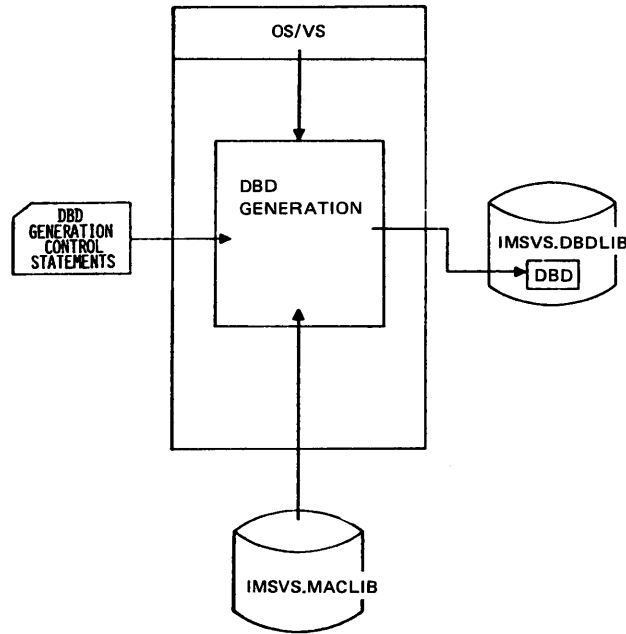 OS/VS
DBD
GENERATION
DBD
GENERATION
CONTROL
STATEMENTS
IMSVS.DBDLIB
DBD
IMSVS.MACLIB